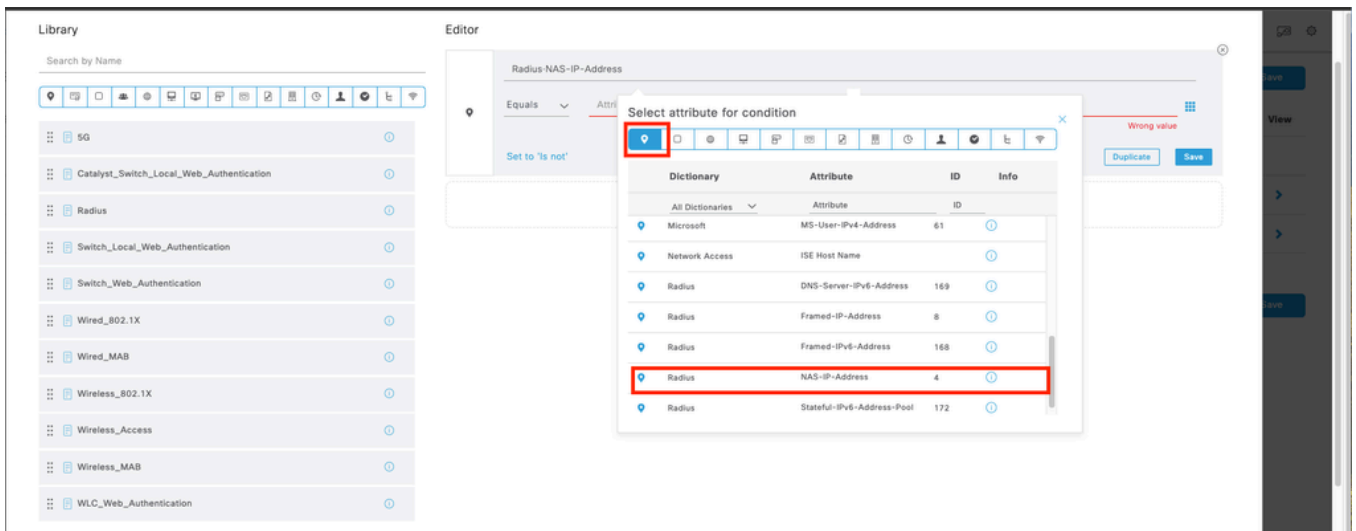 Library
Search by Name
5G
Catalyst_Switch_Local_Web_Authentication
Radius
Switch_Local_Web_Authentication
Switch_Web_Authentication
Wired_802.1X
Wired_MAB
Wireless_802.1X
Wireless_Access
Wireless_MAB
WLC_Web_Authentication
Editor
Radius·NAS-IP-Address
Equals
Wrong value
Set to 'Is not'
Duplicate Save
Select attribute for condition
Dictionary Attribute ID Info
All Dictionaries Attribute ID
Microsoft MS-User-IPv4-Address 61
Network Access ISE Host Name
Radius DNS-Server-IPv6-Address 169
Radius Framed-IP-Address 8
Radius Framed-IPv6-Address 168
Radius NAS-IP-Address 4
Radius Stateful-IPv6-Address-Pool 172
Save
View
Save